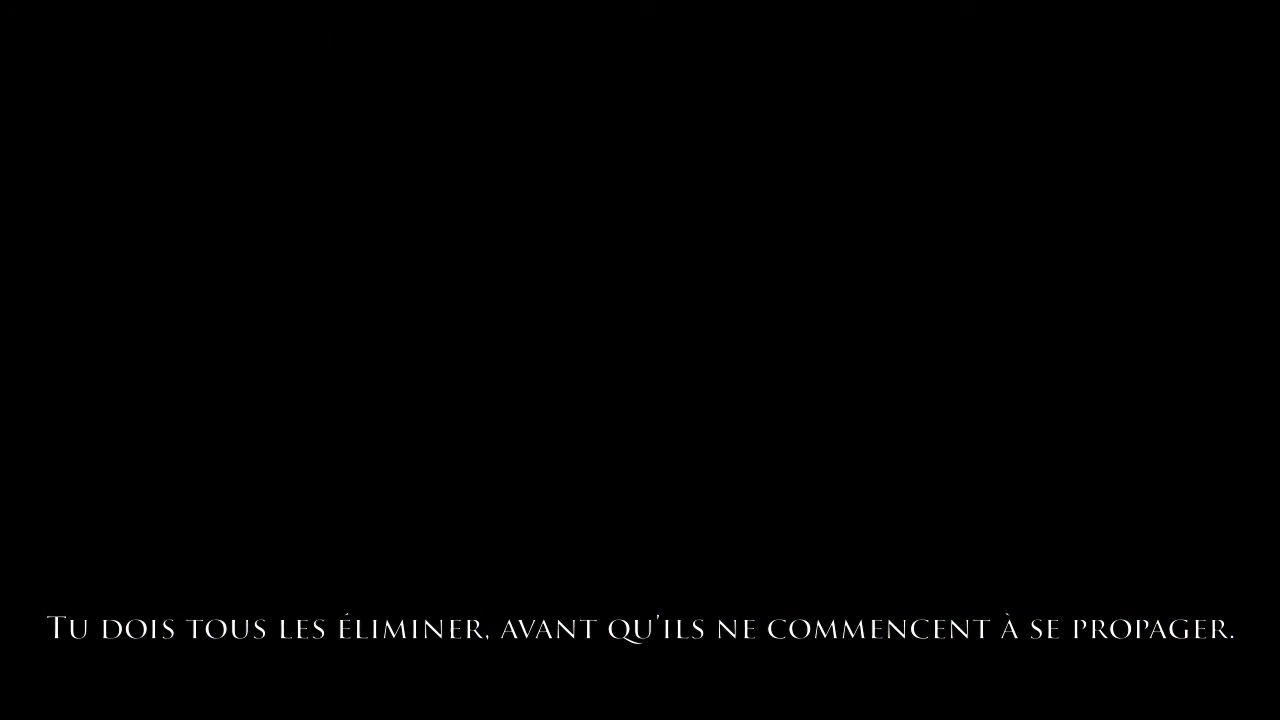 Tu dois tous les éliminer, avant qu'ils ne commencent à se propager.